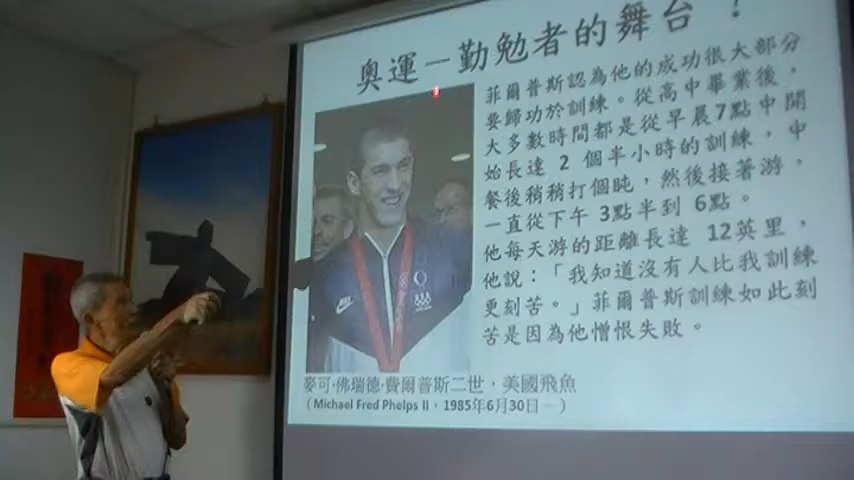 奧運－勤勉者的舞台！
菲爾普斯認為他的成功很大部分
要歸功於訓練。從高中畢業後，
大多數時間都是從早晨7點中開
始長達 2 個半小時的訓練，中
餐後稍稍打個盹，然後接著游，
一直從下午 3點半到 6點。
他每天游的距離長達 12英里，
他說：「我知道沒有人比我訓練
更刻苦。」菲爾普斯訓練如此刻
苦是因為他憎恨失敗。
麥可·佛瑞德·費爾普斯二世，美國飛魚
（Michael Fred Phelps II，1985年6月30日－）